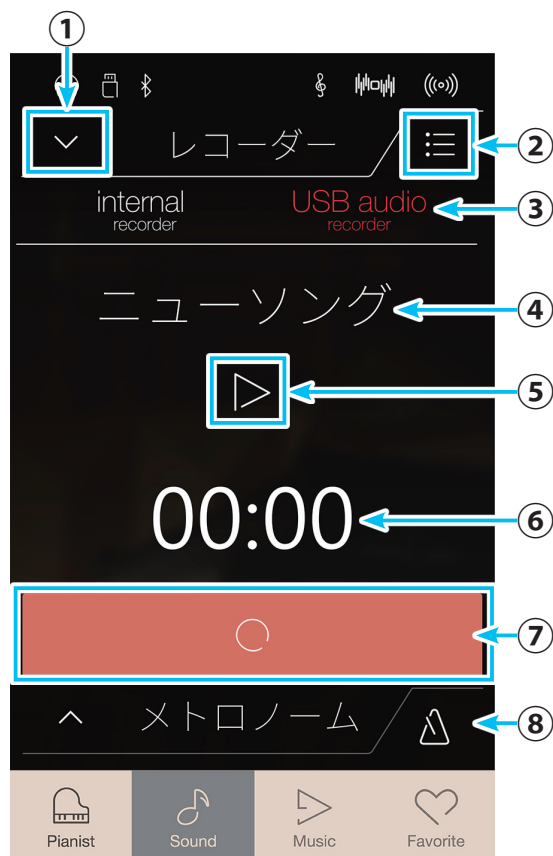 ①
レコーダー
②
internal
recorder
USB audio
recorder
③
ニューソング
④
⑤
00:00
⑥
⑦
メトロノーム
⑧
Pianist
Sound
Music
Favorite